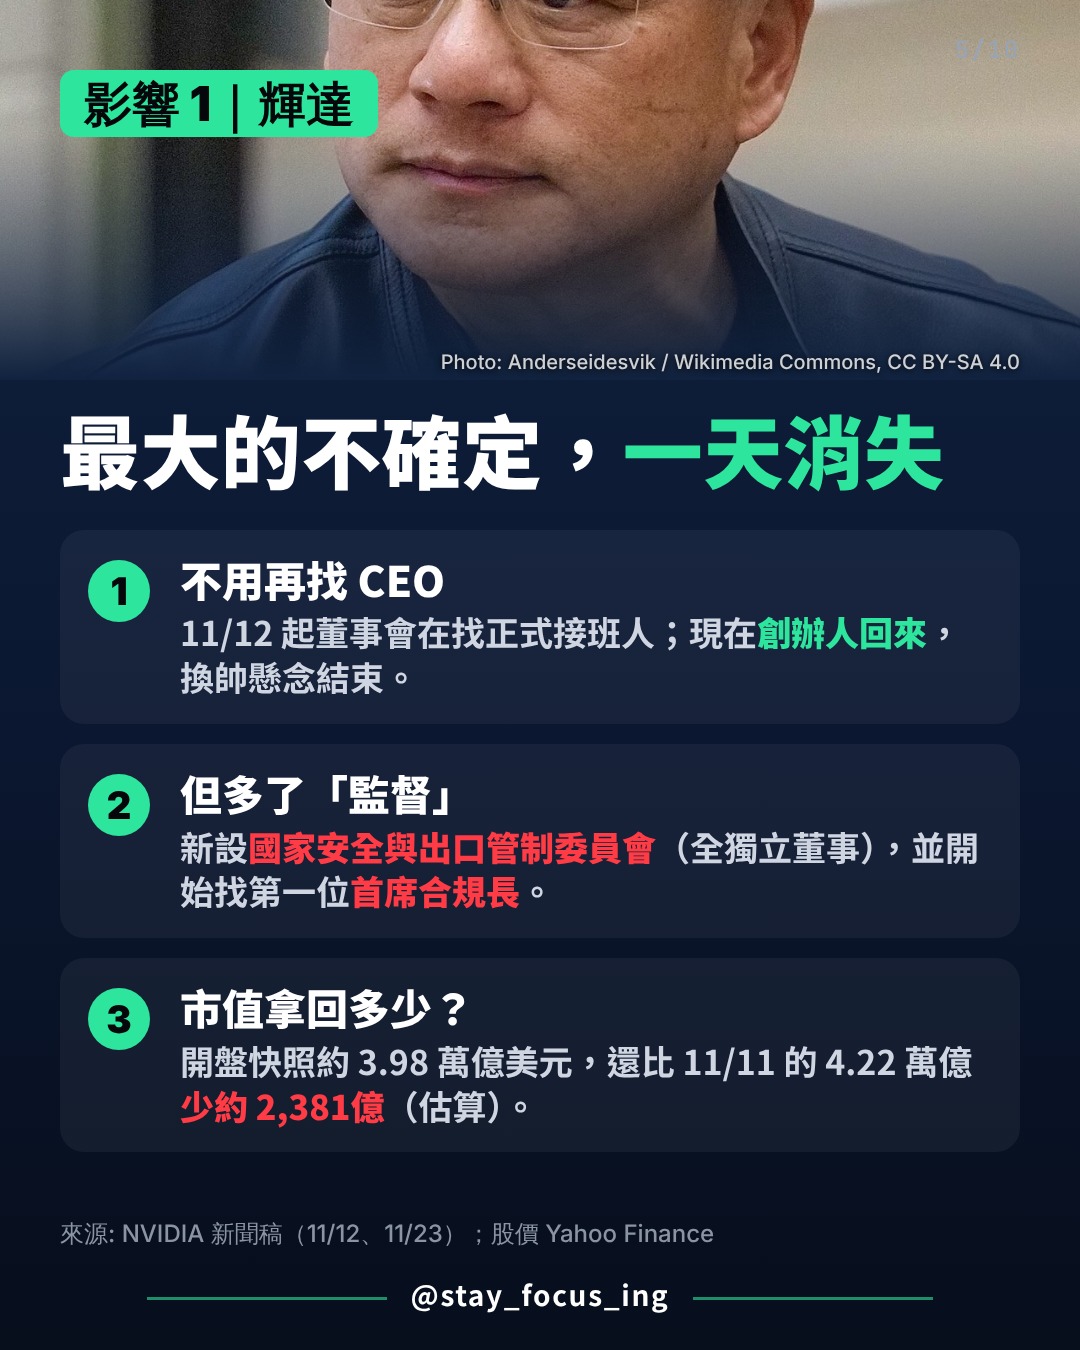 影響 1｜輝達
Photo: Anderseidesvik / Wikimedia Commons, CC BY-SA 4.0
最大的不確定，一天消失
1
不用再找 CEO
11/12 起董事會在找正式接班人；現在創辦人回來，
換帥懸念結束。
2
但多了「監督」
新設國家安全與出口管制委員會（全獨立董事），並開
始找第一位首席合規長。
3
市值拿回多少？
開盤快照約 3.98 萬億美元，還比 11/11 的 4.22 萬億
少約 2,381億（估算）。
來源: NVIDIA 新聞稿（11/12、11/23）；股價 Yahoo Finance
@stay_focus_ing